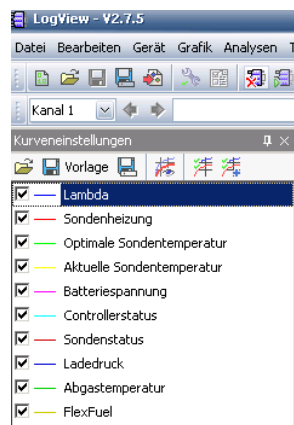 LogView - V2.7.5
Datei Bearbeiten Gerät Grafik Analysen
Kanal 1
Kurveneinstellungen
Vorlage
Lambda
Sondenheizung
Optimale Sondentemperatur
Aktuelle Sondentemperatur
Batteriespannung
Controllerstatus
Sondenstatus
Ladedruck
Abgastemperatur
FlexFuel